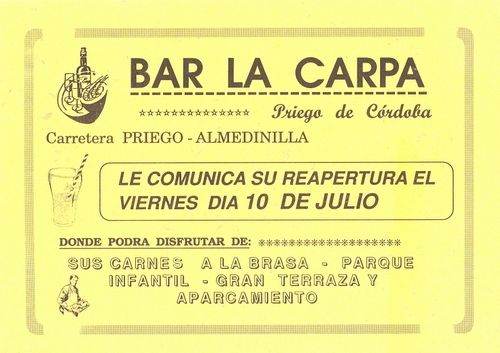 BAR LA CARPA
************** Priego de Córdoba
Carretera PRIEGO - ALMEDINILLA
LE COMUNICA SU REAPERTURA EL
VIERNES DIA 10 DE JULIO
DONDE PODRA DISFRUTAR DE: *******************
SUS CARNES A LA BRASA - PARQUE
INFANTIL - GRAN TERRAZA Y
APARCAMIENTO